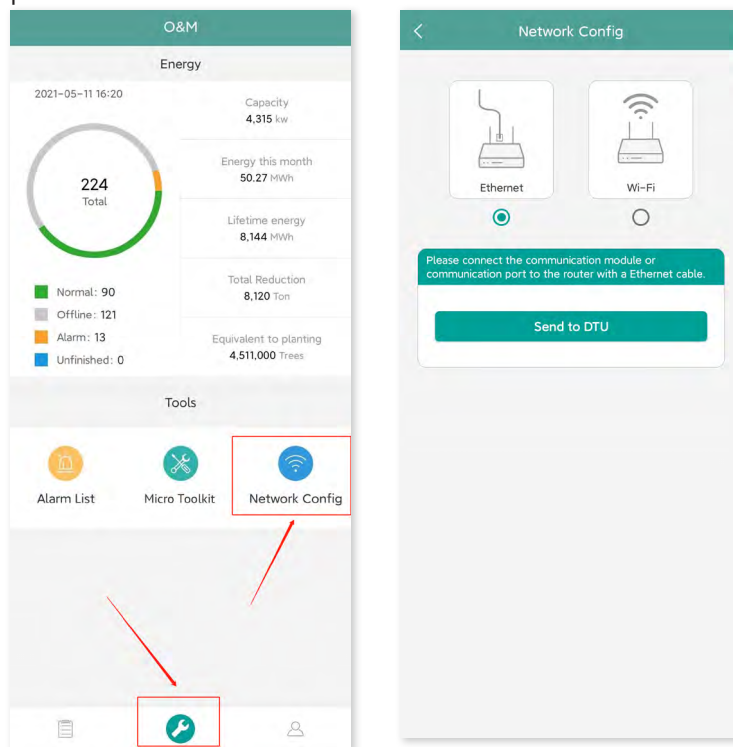 O&M
Energy
2021-05-11 16:20
224
Total
Normal: 90
Offline: 121
Alarm: 13
Unfinished: 0
Capacity
4,315 kw
Energy this month
50.27 MWh
Lifetime energy
8,144 MWh
Total Reduction
8,120 Ton
Equivalent to planting
4,511,000 Trees
Tools
Alarm List
Micro Toolkit
Network Config
Network Config
Ethernet
Wi-Fi
Please connect the communication module or
communication port to the router with a Ethernet cable.
Send to DTU